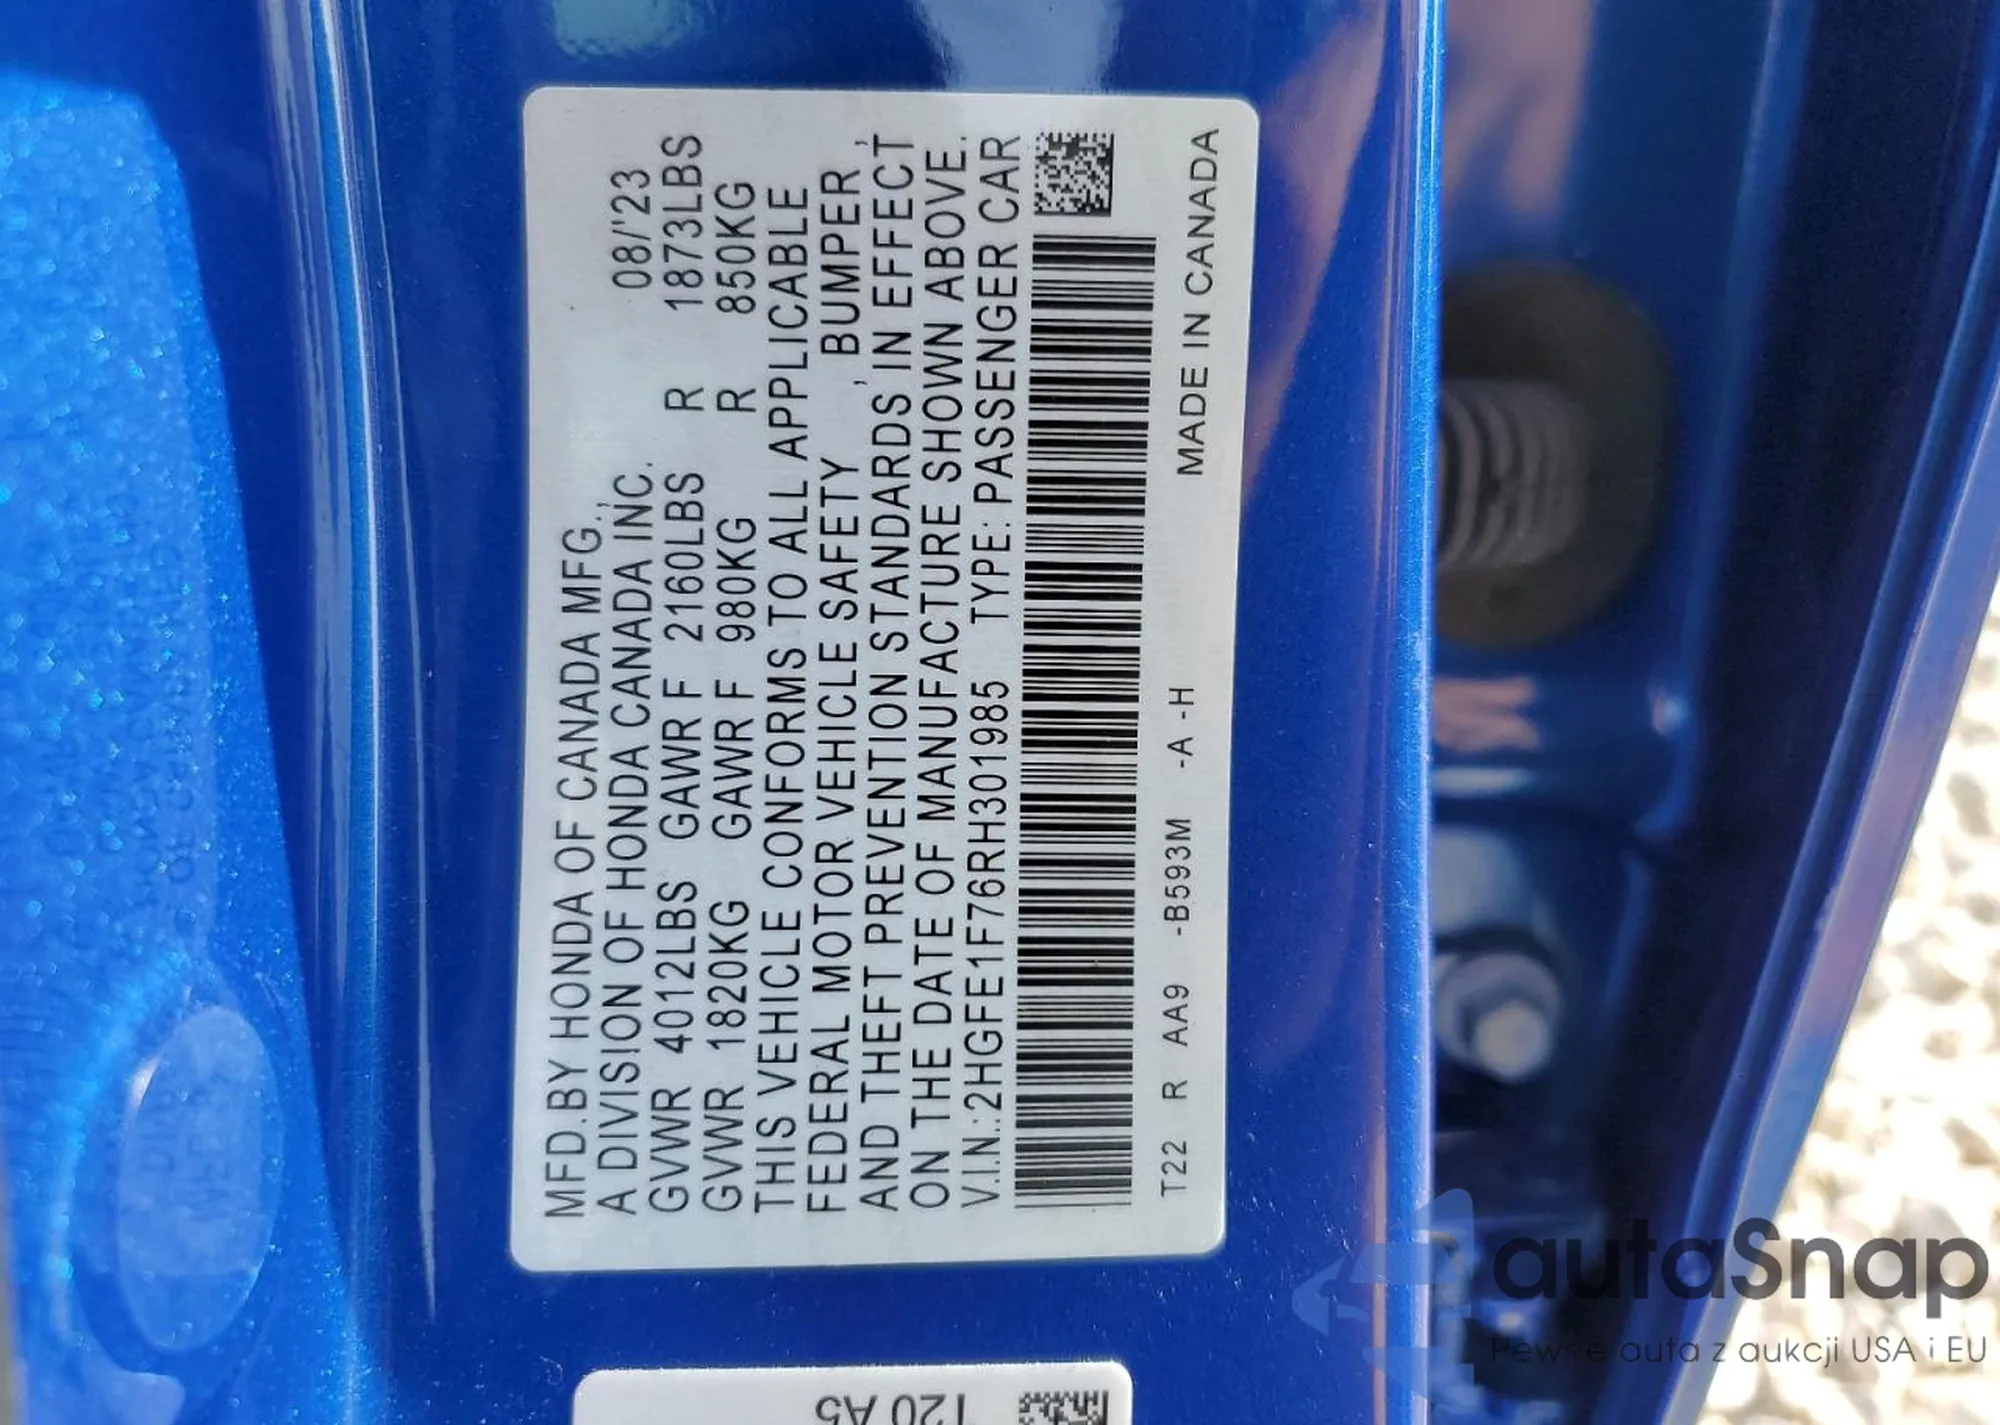 MFD.BY HONDA OF CANADA MFG.,
A DIVISION OF HONDA CANADA INC. 08/'23
GVWR 4012LBS GAWR F 2160LBS R 1873LBS
GVWR 1820KG GAWR F 980KG R 850KG
THIS VEHICLE CONFORMS TO ALL APPLICABLE
FEDERAL MOTOR VEHICLE SAFETY , BUMPER ,
AND THEFT PREVENTION STANDARDS IN EFFECT
ON THE DATE OF MANUFACTURE SHOWN ABOVE.
V.I.N.:2HGFE1F76RH301985 TYPE: PASSENGER CAR
T22 R AA9 -B593M -A -H
MADE IN CANADA
T20 A5
autaSnap
Pewne auta z aukcji USA i EU